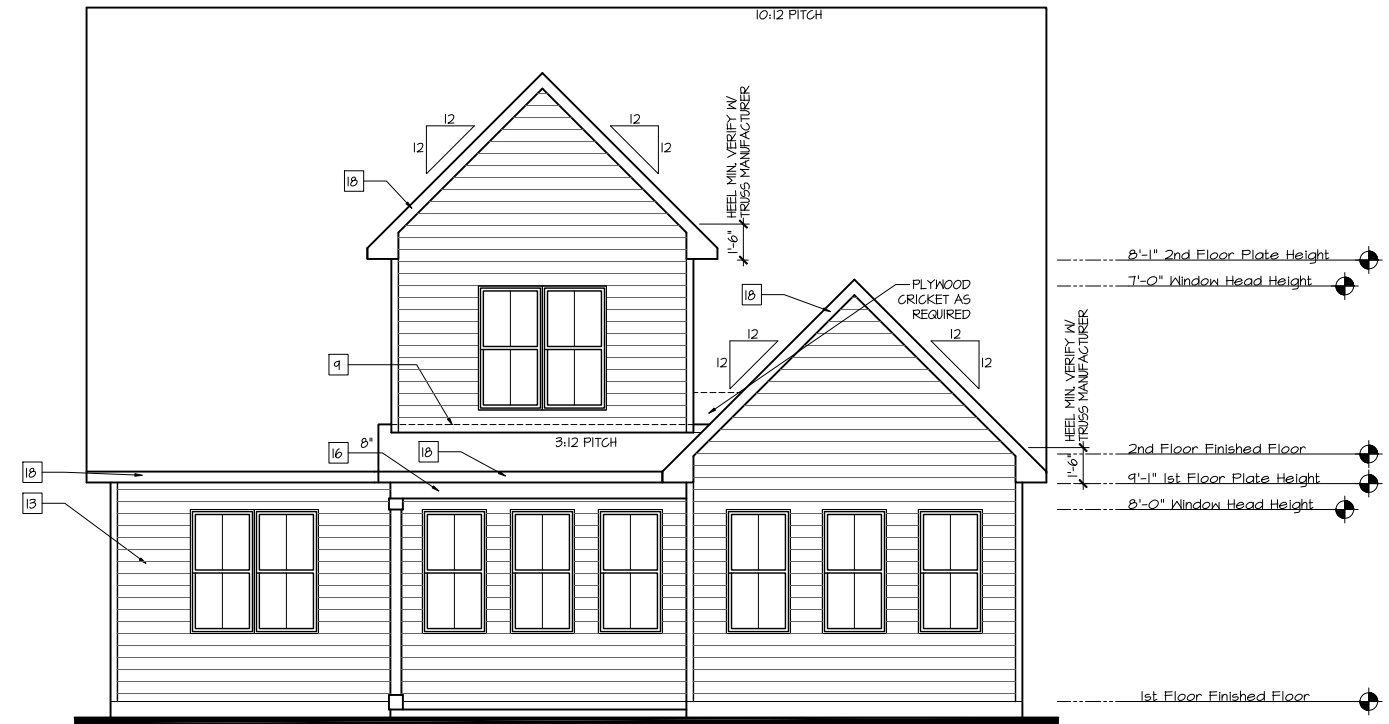 10:12 PITCH
12
12
12
12
HEEL MIN. VERIFY W/
TRUSS MANUFACTURER
18
1'-6"
8'-1" 2nd Floor Plate Height
7'-0" Window Head Height
PLYWOOD
CRICKET AS
REQUIRED
18
12
12
12
12
HEEL MIN. VERIFY W/
TRUSS MANUFACTURER
9
8"
3:12 PITCH
16
18
2nd Floor Finished Floor
1'-6"
18
9'-1" 1st Floor Plate Height
13
8'-0" Window Head Height
1st Floor Finished Floor